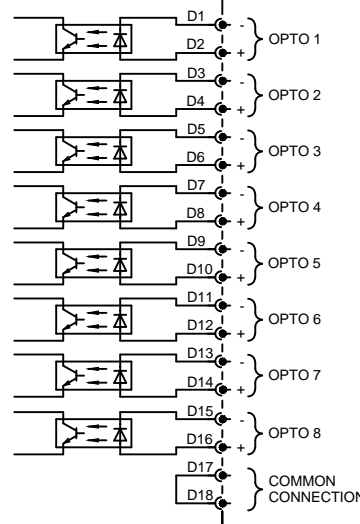 D1 -
OPTO 1
D2 +
D3 -
OPTO 2
D4 +
D5 -
OPTO 3
D6 +
D7 -
OPTO 4
D8 +
D9 -
OPTO 5
D10 +
D11 -
OPTO 6
D12 +
D13 -
OPTO 7
D14 +
D15 -
OPTO 8
D16 +
D17
COMMON
CONNECTION
D18